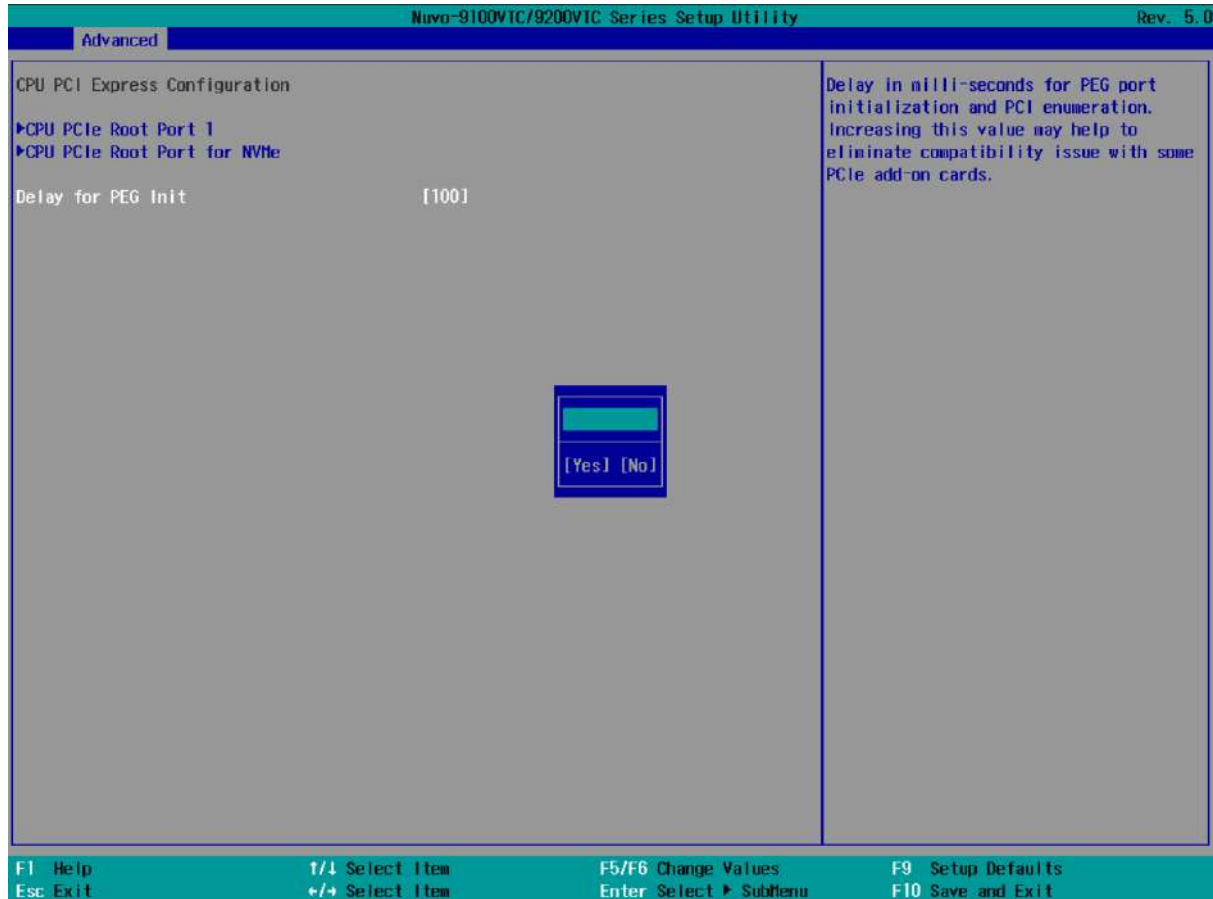 Nuvo-9100VTC/9200VTC Series Setup Utility Rev. 5.0
Advanced
CPU PCI Express Configuration
▶CPU PCIe Root Port 1
▶CPU PCIe Root Port for NVMe
Delay for PEG Init [100]
Delay in milli-seconds for PEG port
initialization and PCI enumeration.
Increasing this value may help to
eliminate compatibility issue with some
PCIe add-on cards.
[Yes] [No]
F1 Help ↑/↓ Select Item F5/F6 Change Values F9 Setup Defaults
Esc Exit ←/→ Select Item Enter Select ▶ SubMenu F10 Save and Exit